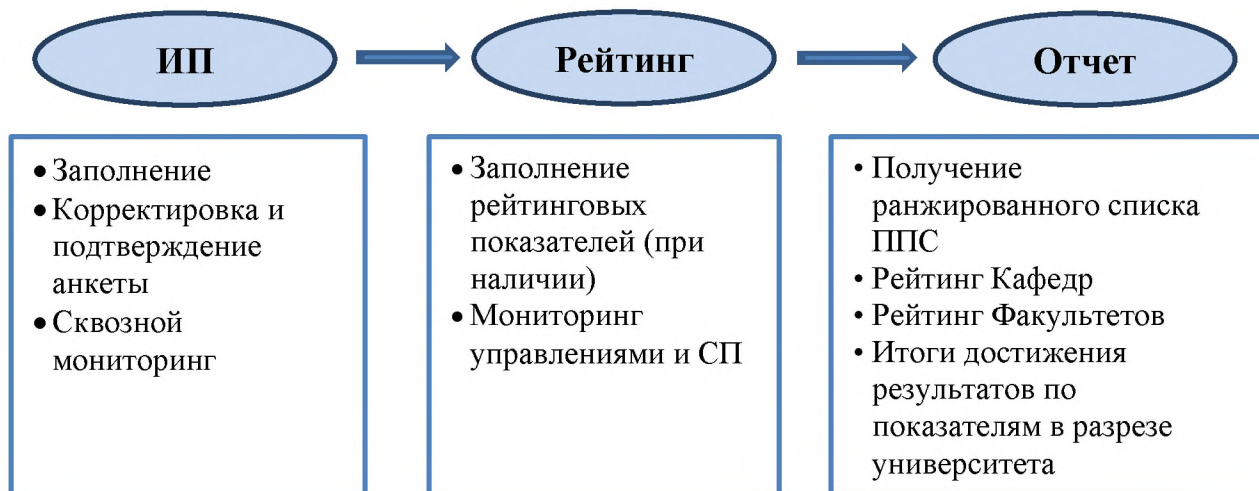 ИП
Рейтинг
Отчет
• Заполнение
• Корректировка и
подтверждение
анкеты
• Сквозной
мониторинг
• Заполнение
рейтинговых
показателей (при
наличии)
• Мониторинг
управлениями и СП
• Получение
ранжированного списка
ППС
• Рейтинг Кафедр
• Рейтинг Факультетов
• Итоги достижения
результатов по
показателям в разрезе
университета